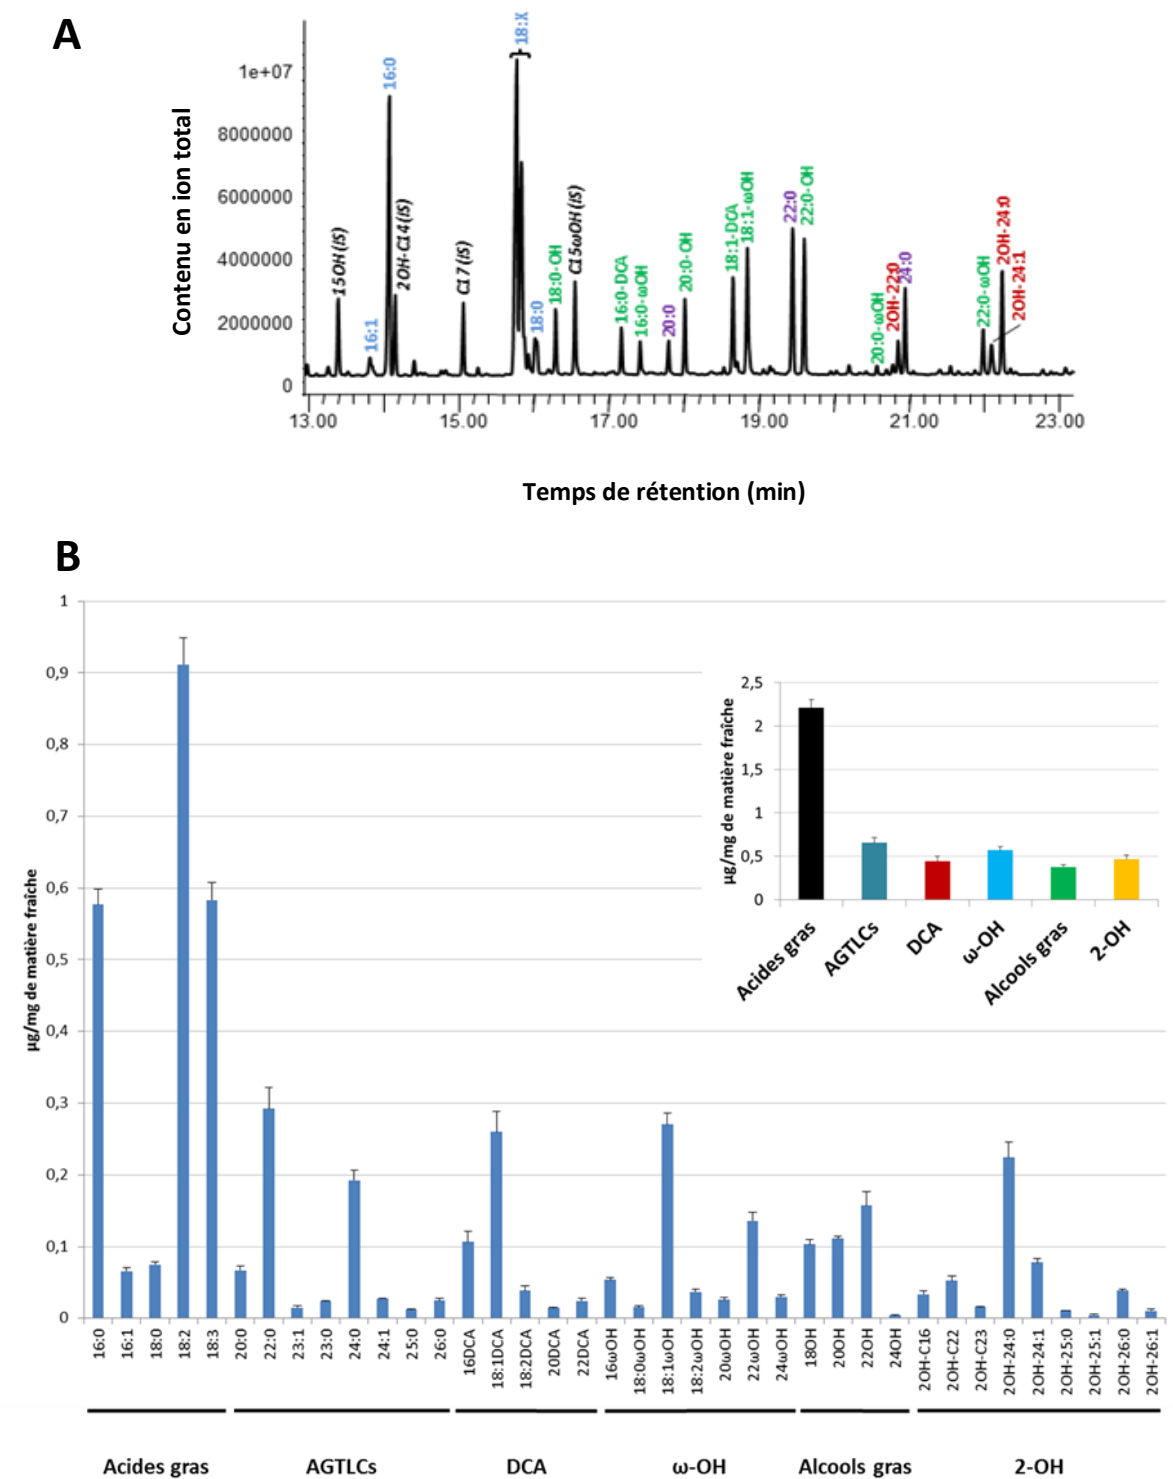 A
Contenu en ion total
1e+07
8000000
6000000
4000000
2000000
0
15OH (IS)
16:1
16:0
2OH-C14 (IS)
C17 (IS)
18:X
18:0
18:0-OH
C15ωOH (IS)
16:0-DCA
16:0-ωOH
20:0
20:0-OH
18:1-DCA
18:1-ωOH
22:0
22:0-OH
20:0-ωOH
2OH-22:0
24:0
22:0-ωOH
2OH-24:0
2OH-24:1
13.00 15.00 17.00 19.00 21.00 23.00
Temps de rétention (min)
B
µg/mg de matière fraîche
1
0,9
0,8
0,7
0,6
0,5
0,4
0,3
0,2
0,1
0
µg/mg de matière fraîche
2,5
2
1,5
1
0,5
0
Acides gras
AGTLCs
DCA
ω-OH
Alcools gras
2-OH
16:0
16:1
18:0
18:2
18:3
20:0
22:0
23:1
23:0
24:0
24:1
25:0
26:0
16DCA
18:1DCA
18:2DCA
20DCA
22DCA
16ωOH
18:0ωOH
18:1ωOH
18:2ωOH
20ωOH
22ωOH
24ωOH
18OH
20OH
22OH
24OH
2OH-C16
2OH-C22
2OH-C23
2OH-24:0
2OH-24:1
2OH-25:0
2OH-25:1
2OH-26:0
2OH-26:1
Acides gras AGTLCs DCA ω-OH Alcools gras 2-OH